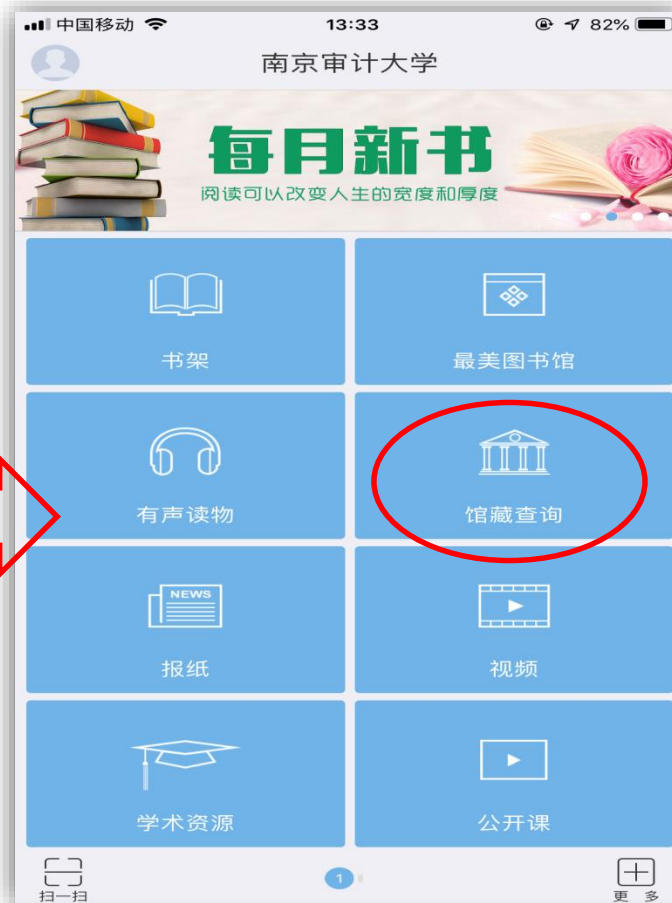 中国移动 13:33 82%
南京审计大学
每月新书
阅读可以改变人生的宽度和厚度
书架 最美图书馆
有声读物 馆藏查询
NEWS
报纸 视频
学术资源 公开课
1
扫一扫 更多